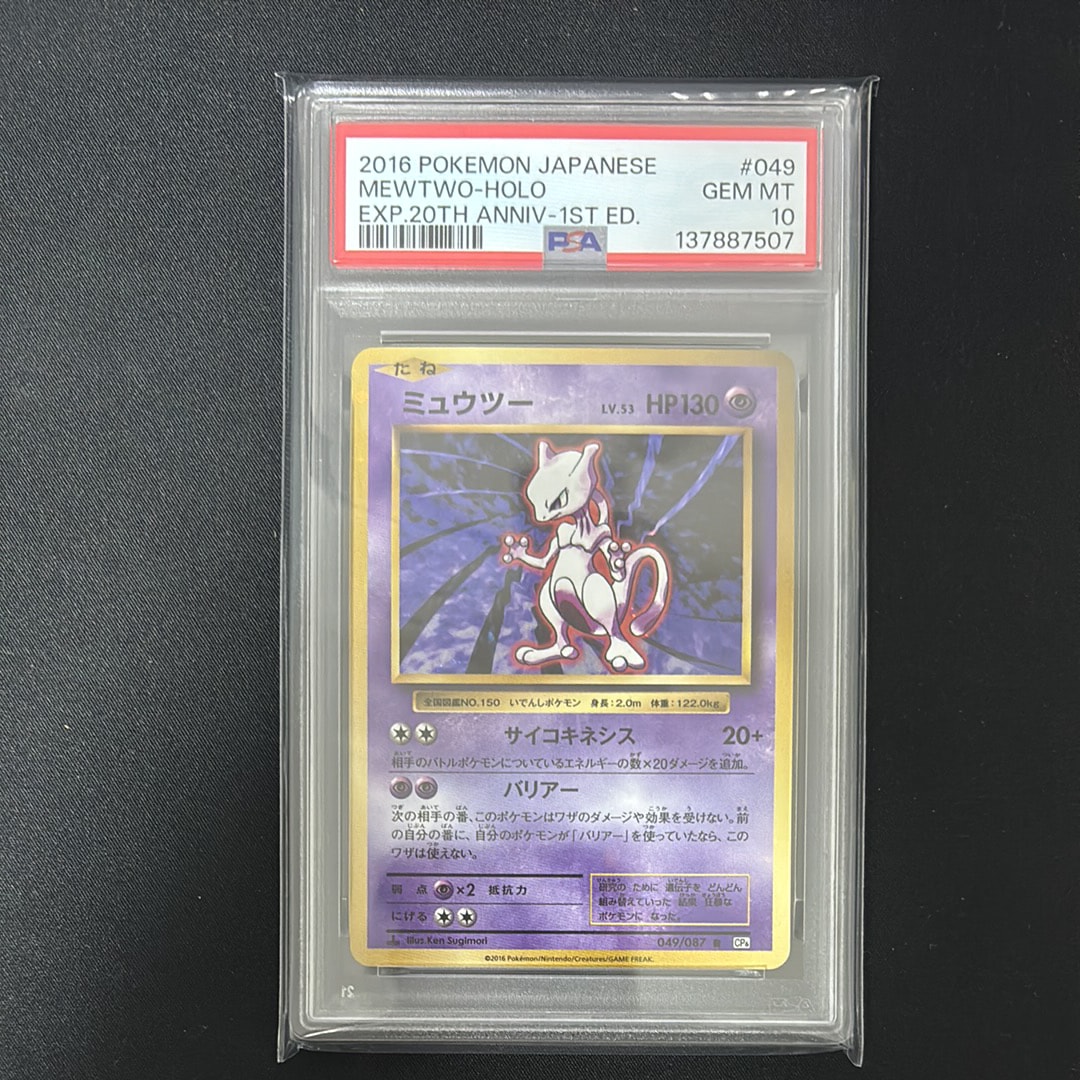 2016 POKEMON JAPANESE #049
MEWTWO-HOLO GEM MT
EXP.20TH ANNIV-1ST ED. 10
PSA 137887507
たね
ミュウツー LV.53 HP130
全国図鑑NO.150 いでんしポケモン 身長:2.0m 体重:122.0kg
サイコキネシス 20+
相手のバトルポケモンについているエネルギーの数×20ダメージを追加。
バリアー
次の相手の番、このポケモンはワザのダメージや効果を受けない。前
の自分の番に、自分のポケモンが「バリアー」を使っていたなら、この
ワザは使えない。
弱点 ×2 抵抗力
にげる
研究の ために 遺伝子を どんどん
組み替えていった 結果 狂暴な
ポケモンに なった。
Illus.Ken Sugimori 049/087 R CP6
©2016 Pokémon/Nintendo/Creatures/GAME FREAK.